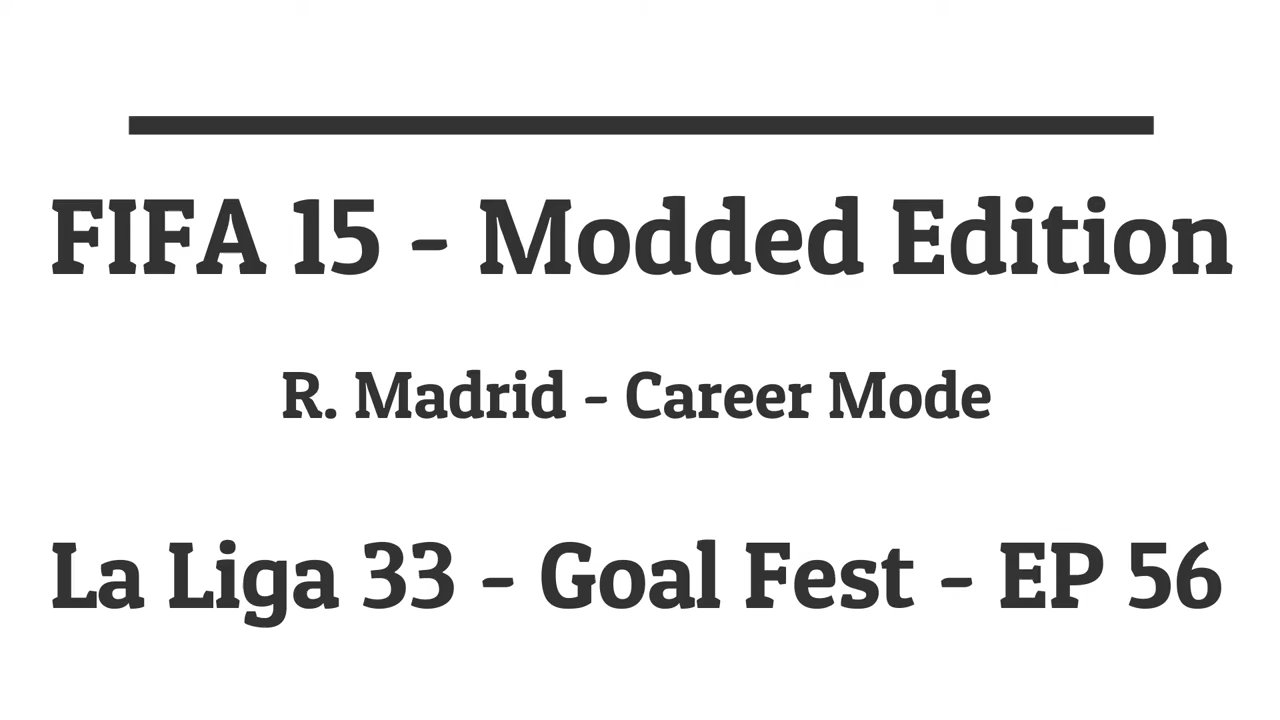 FIFA 15 - Modded Edition
R. Madrid - Career Mode
La Liga 33 - Goal Fest - EP 56